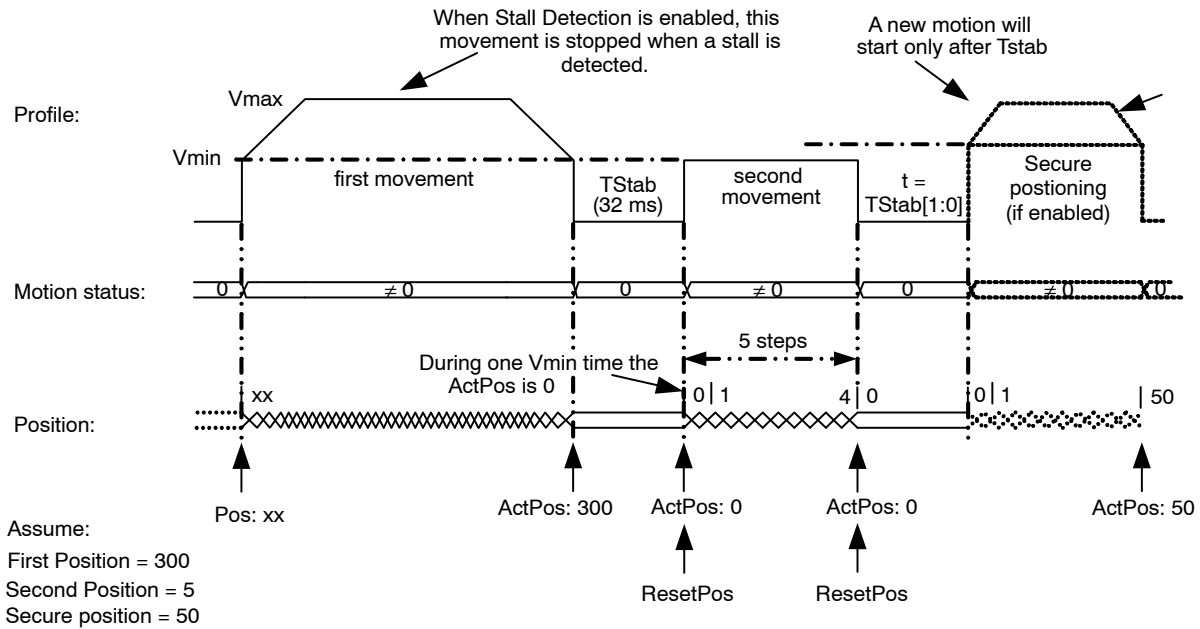 When Stall Detection is enabled, this
movement is stopped when a stall is
detected.
A new motion will
start only after Tstab
Profile:
Vmax
Vmin
first movement
TStab
(32 ms)
second
movement
t =
TStab[1:0]
Secure
postioning
(if enabled)
Motion status:
0 ≠ 0 0 ≠ 0 0 ≠ 0 0
5 steps
During one Vmin time the
ActPos is 0
xx 0 1 4 0 0 1 50
Position:
Pos: xx
ActPos: 300
ActPos: 0
ActPos: 0
ActPos: 50
Assume:
First Position = 300
Second Position = 5
Secure position = 50
ResetPos
ResetPos